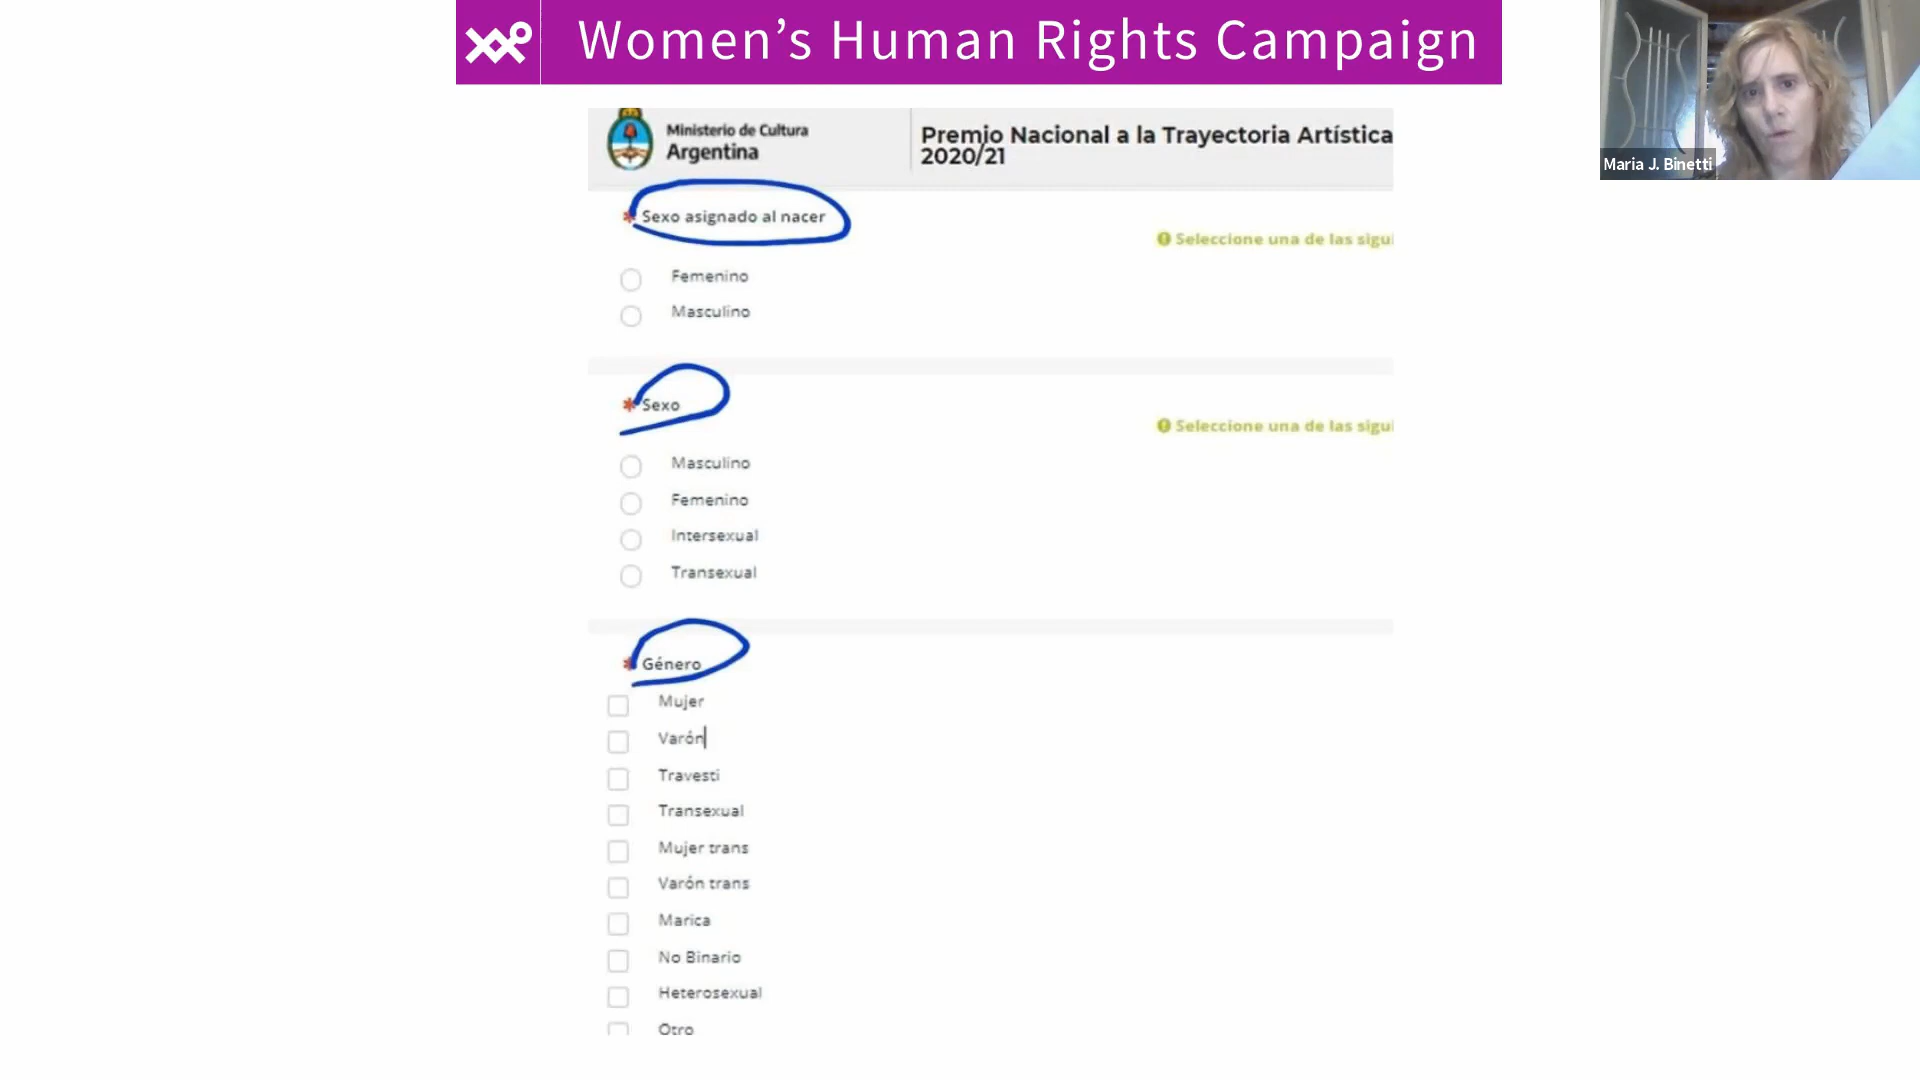 Women's Human Rights Campaign
Maria J. Binetti
Ministerio de Cultura
Argentina
Premio Nacional a la Trayectoria Artística
2020/21
* Sexo asignado al nacer
Seleccione una de las sigui
Femenino
Masculino
* Sexo
Seleccione una de las sigui
Masculino
Femenino
Intersexual
Transexual
* Género
Mujer
Varón
Travesti
Transexual
Mujer trans
Varón trans
Marica
No Binario
Heterosexual
Otro